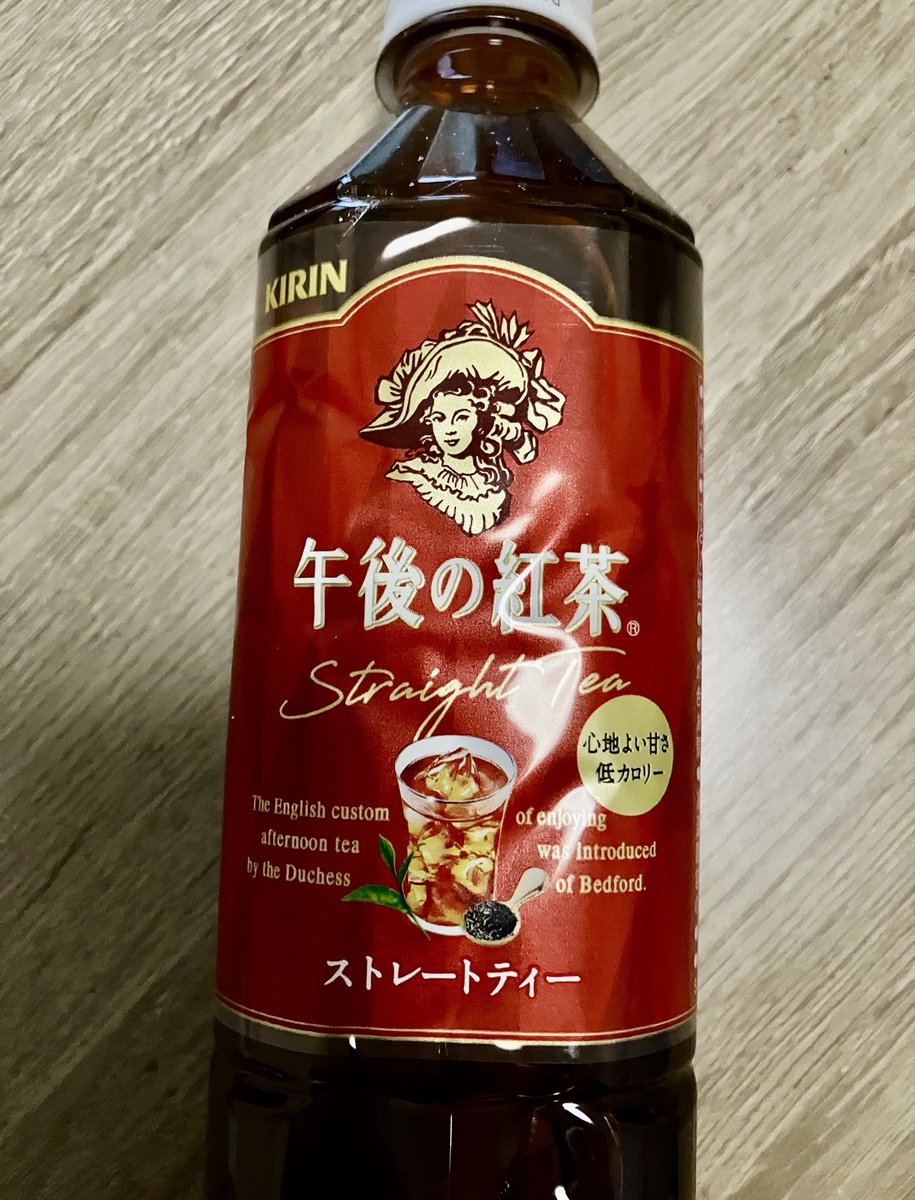 KIRIN
午後の紅茶®
Straight Tea
心地よい甘さ
低カロリー
The English custom of enjoying
afternoon tea was introduced
by the Duchess of Bedford.
ストレートティー